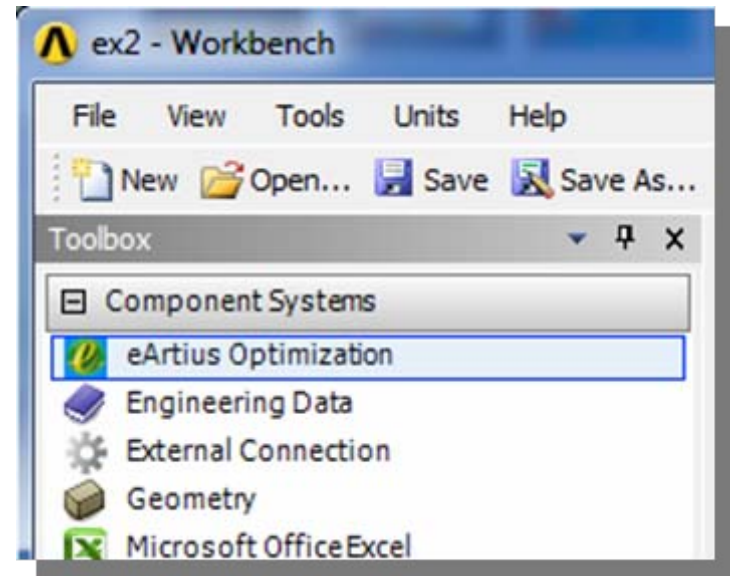 ex2 - Workbench
File View Tools Units Help
New Open... Save Save As...
Toolbox
Component Systems
eArtius Optimization
Engineering Data
External Connection
Geometry
Microsoft Office Excel